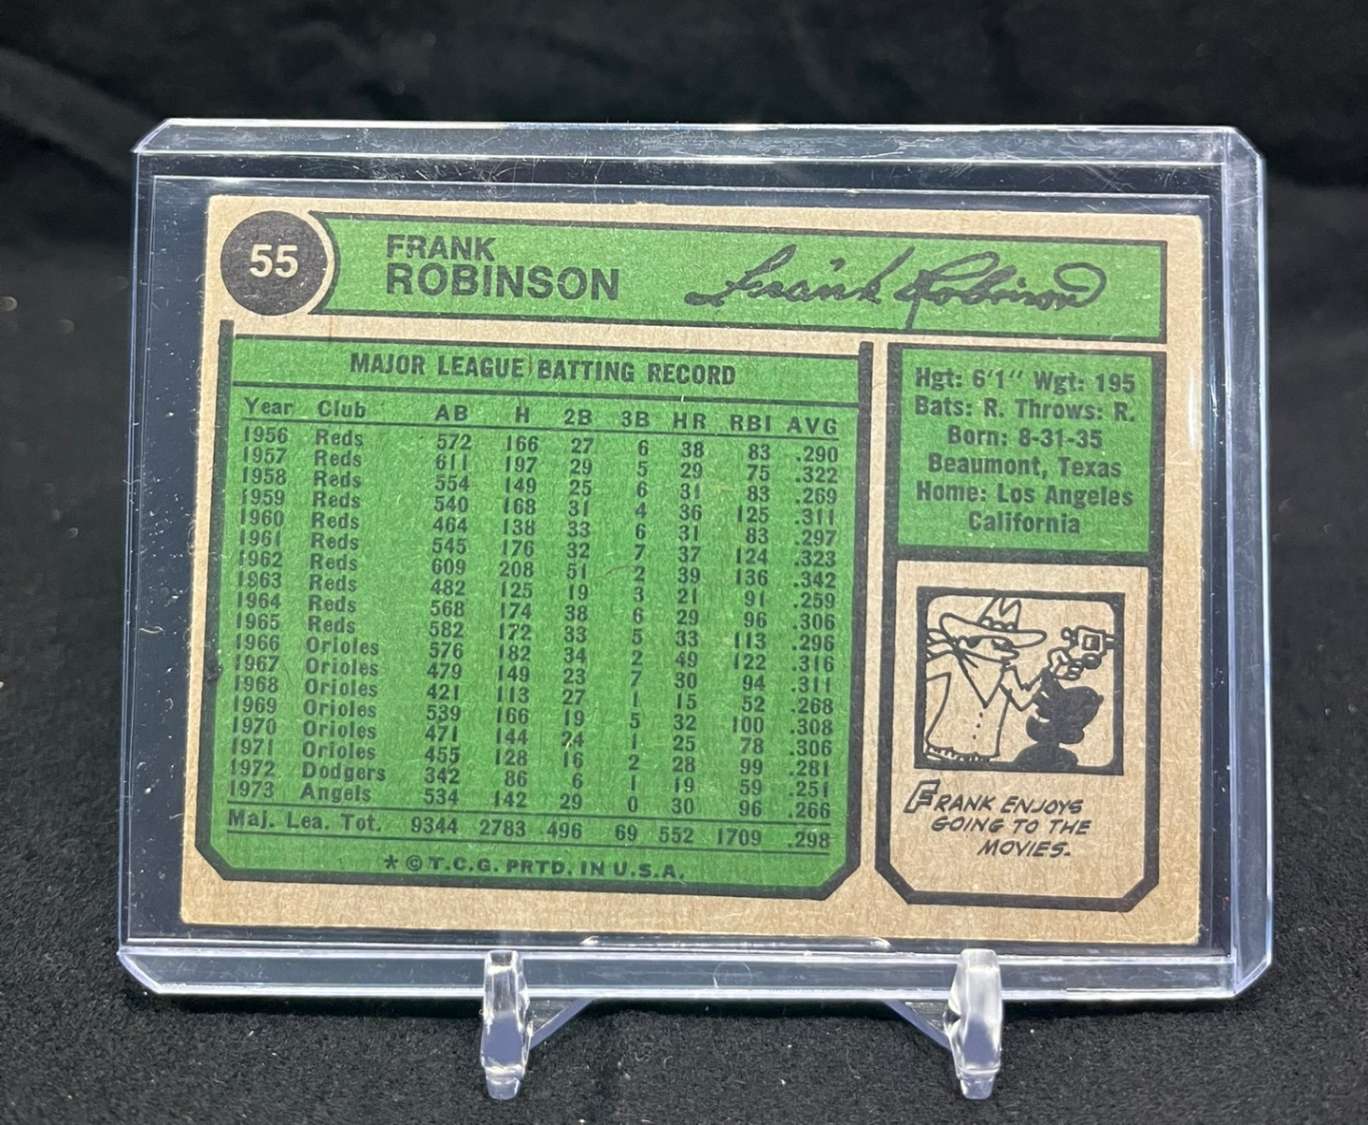 55
FRANK
ROBINSON
Frank Robinson
MAJOR LEAGUE BATTING RECORD
Year Club AB H 2B 3B HR RBI AVG
1956 Reds 572 166 27 6 38 83 .290
1957 Reds 611 197 29 5 29 75 .322
1958 Reds 554 149 25 6 31 83 .269
1959 Reds 540 168 31 4 36 125 .311
1960 Reds 464 138 33 6 31 83 .297
1961 Reds 545 176 32 7 37 124 .323
1962 Reds 609 208 51 2 39 136 .342
1963 Reds 482 125 19 3 21 91 .259
1964 Reds 568 174 38 6 29 96 .306
1965 Reds 582 172 33 5 33 113 .296
1966 Orioles 576 182 34 2 49 122 .316
1967 Orioles 479 149 23 7 30 94 .311
1968 Orioles 421 113 27 1 15 52 .268
1969 Orioles 539 166 19 5 32 100 .308
1970 Orioles 471 144 24 1 25 78 .306
1971 Orioles 455 128 16 2 28 99 .281
1972 Dodgers 342 86 6 1 19 59 .251
1973 Angels 534 142 29 0 30 96 .266
Maj. Lea. Tot. 9344 2783 496 69 552 1709 .298
* © T.C.G. PRTD. IN U.S.A.
Hgt: 6'1" Wgt: 195
Bats: R. Throws: R.
Born: 8-31-35
Beaumont, Texas
Home: Los Angeles
California
FRANK ENJOYS
GOING TO THE
MOVIES.